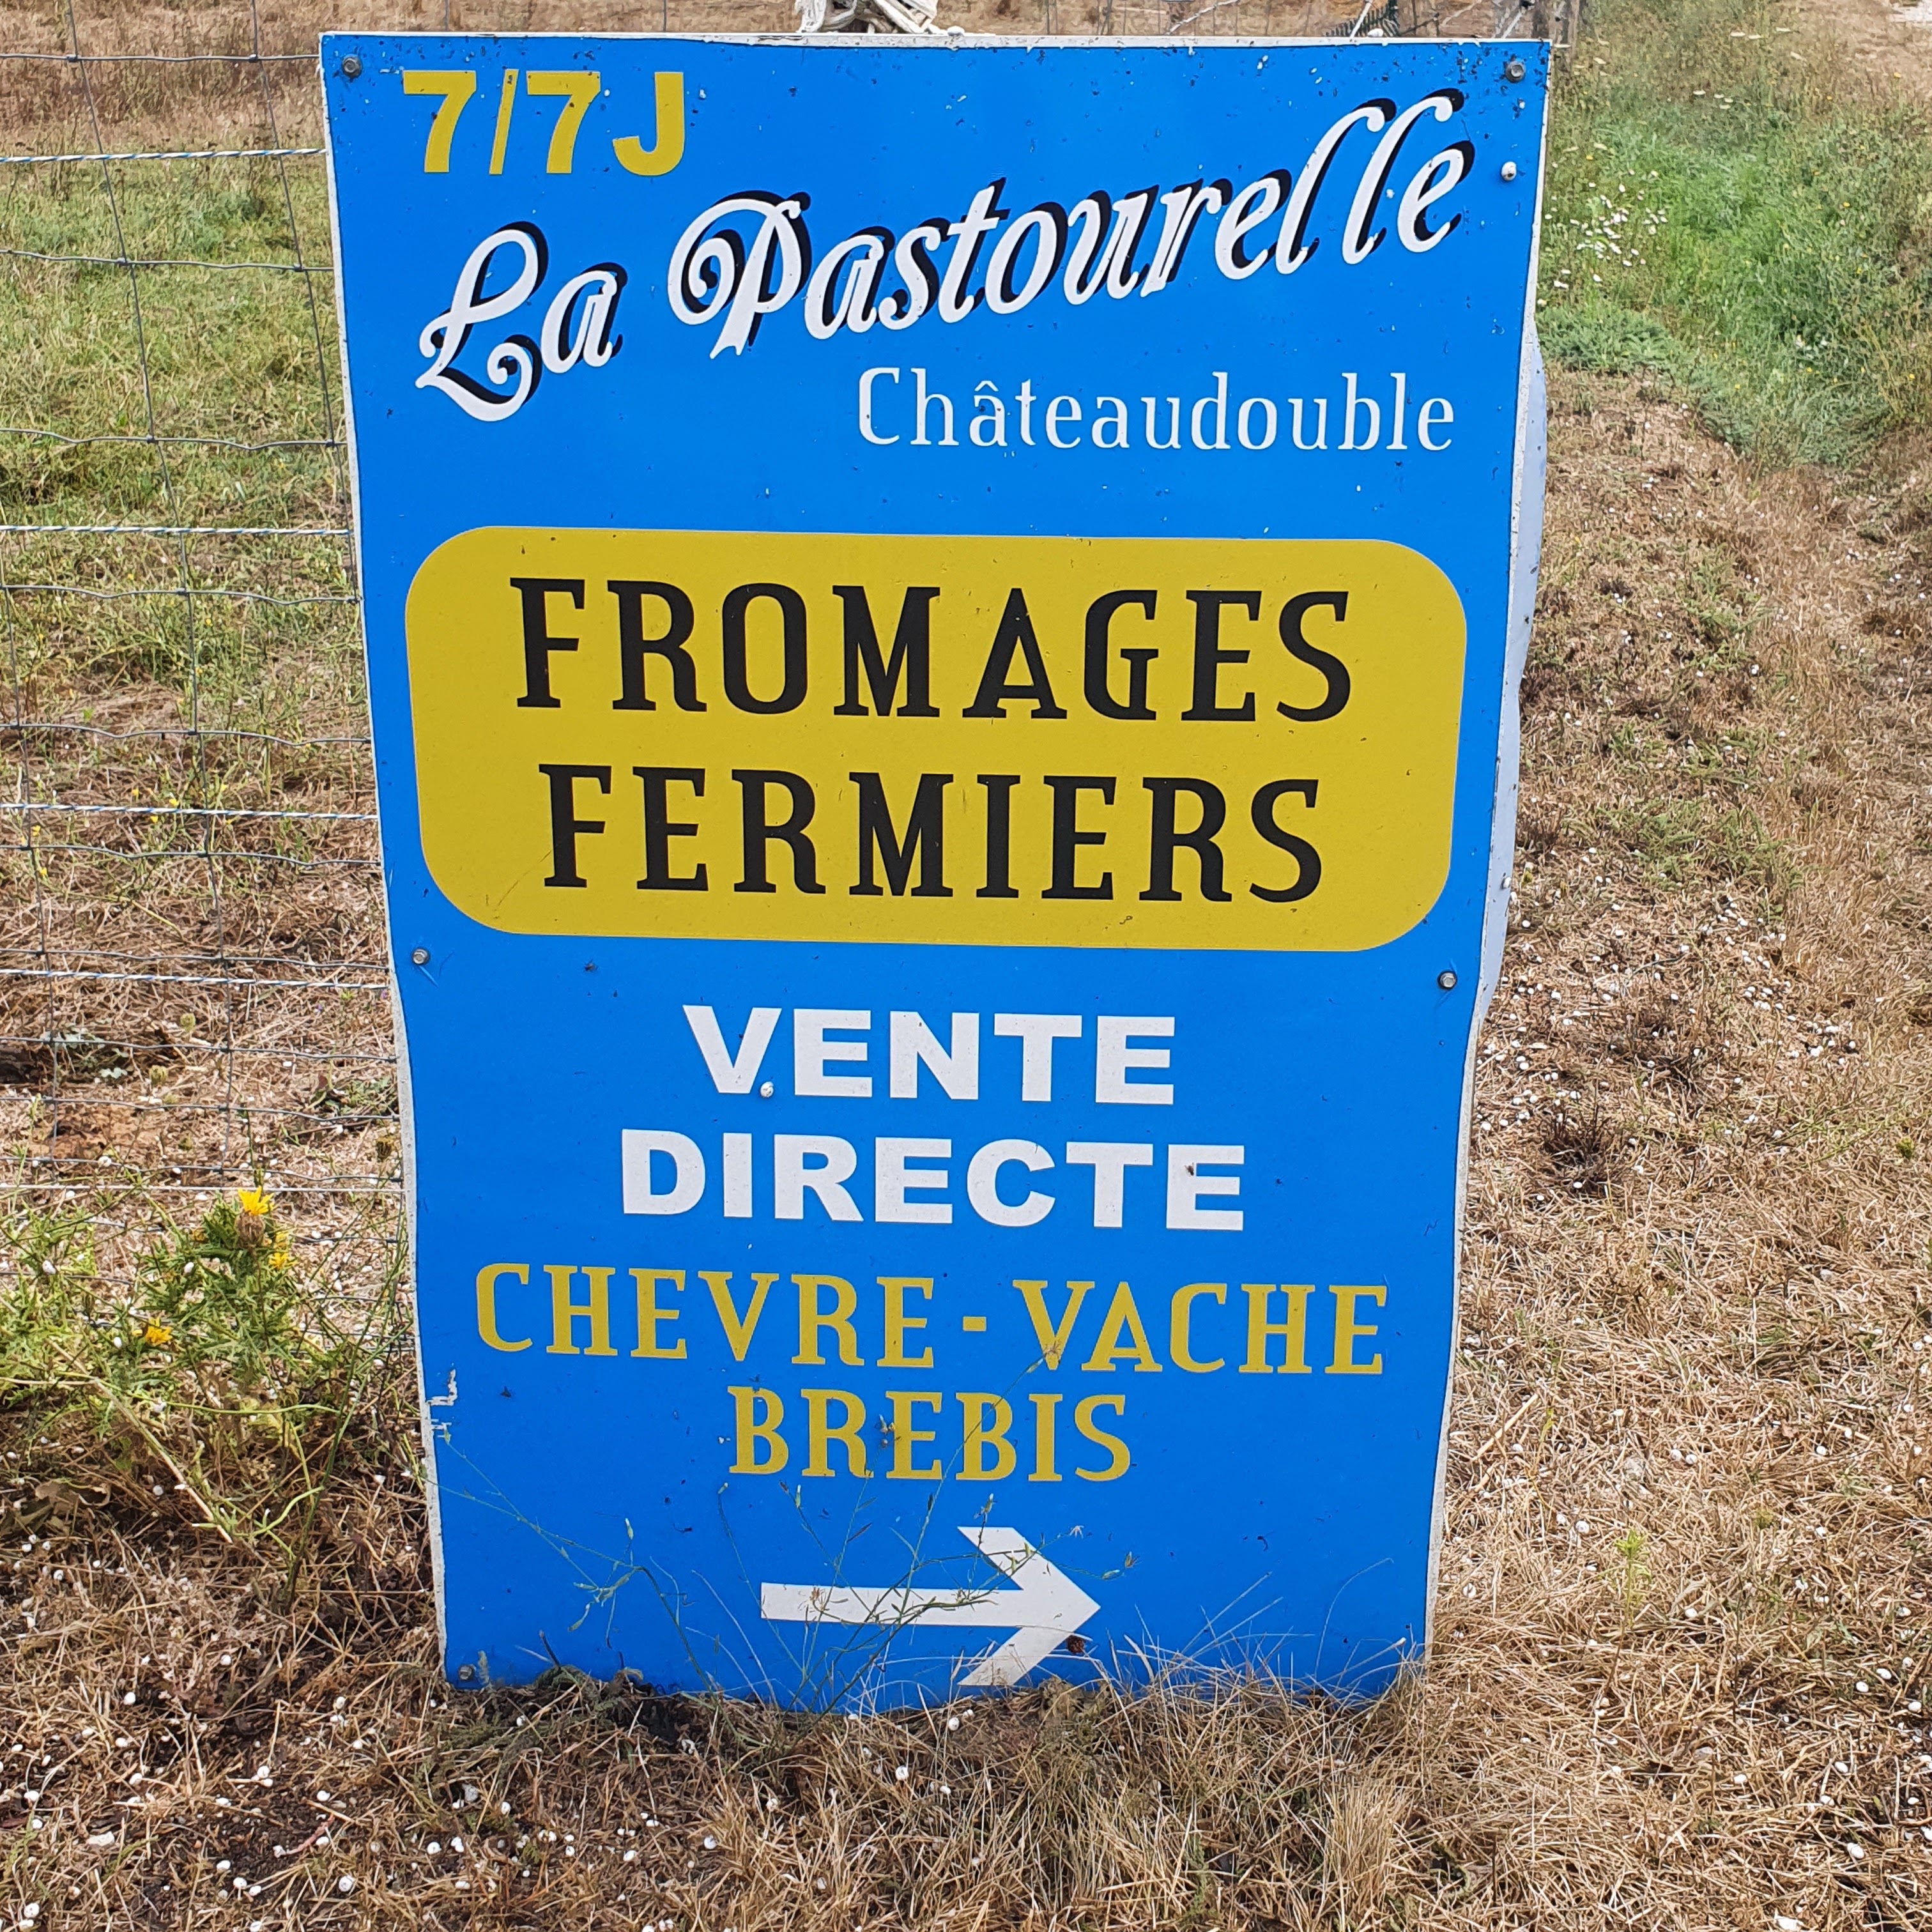 7/7J
La Pastourelle
Châteaudouble
FROMAGES
FERMIERS
VENTE
DIRECTE
CHEVRE - VACHE
BREBIS